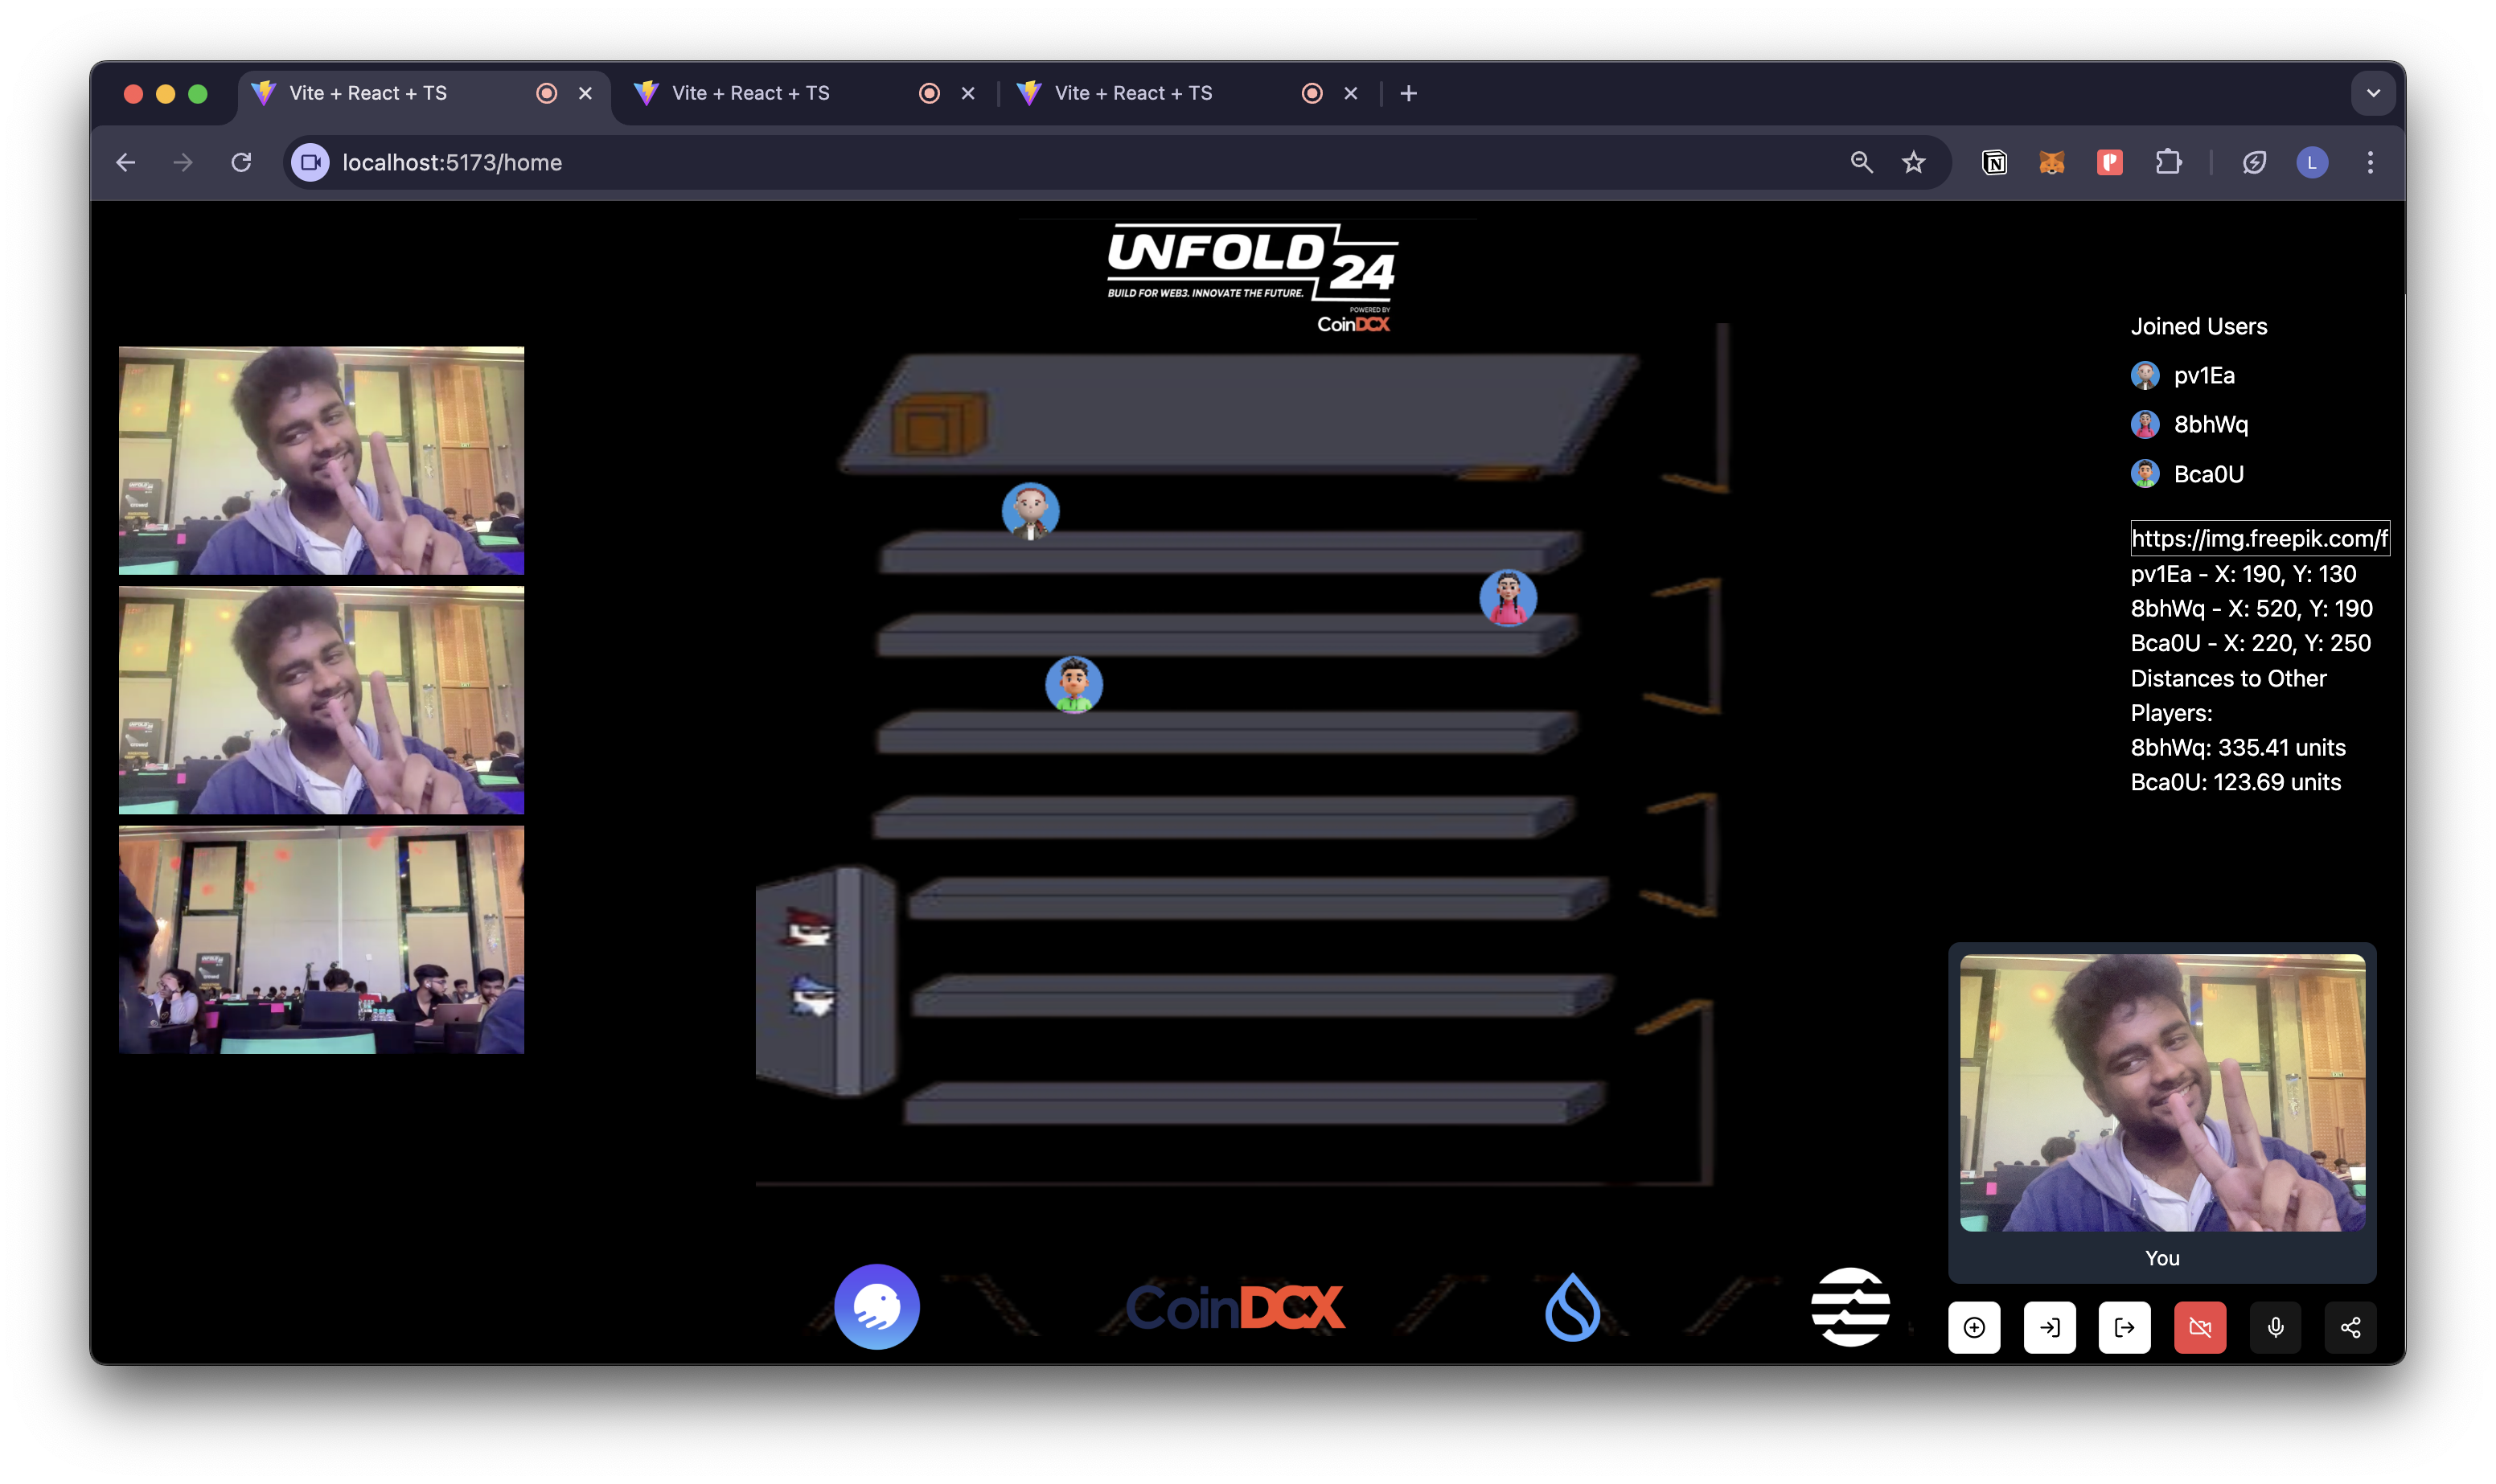 Vite + React + TS
Vite + React + TS
Vite + React + TS
localhost:5173/home
L
UNFOLD 24
BUILD FOR WEB3. INNOVATE THE FUTURE.
POWERED BY
CoinDCX
Joined Users
pv1Ea
8bhWq
Bca0U
https://img.freepik.com/f
pv1Ea - X: 190, Y: 130
8bhWq - X: 520, Y: 190
Bca0U - X: 220, Y: 250
Distances to Other
Players:
8bhWq: 335.41 units
Bca0U: 123.69 units
You
CoinDCX